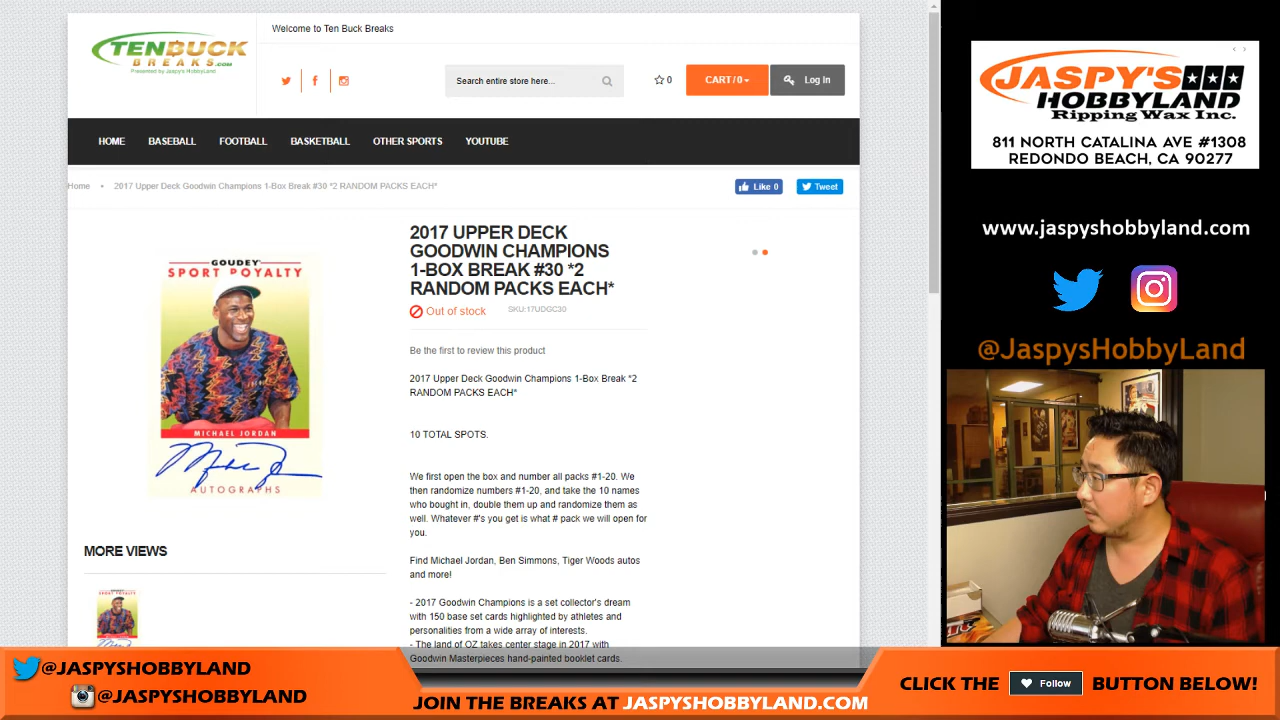 TENBUCK
BREAKS.COM
Presented by Jaspy's HobbyLand
Welcome to Ten Buck Breaks
Search entire store here...
0
CART / 0
Log In
HOME BASEBALL FOOTBALL BASKETBALL OTHER SPORTS YOUTUBE
Home • 2017 Upper Deck Goodwin Champions 1-Box Break #30 *2 RANDOM PACKS EACH*
Like 0
Tweet
GOUDEY
SPORT ROYALTY
MICHAEL JORDAN
AUTOGRAPHS
2017 UPPER DECK
GOODWIN CHAMPIONS
1-BOX BREAK #30 *2
RANDOM PACKS EACH*
Out of stock SKU:17UDGC30
Be the first to review this product
2017 Upper Deck Goodwin Champions 1-Box Break *2
RANDOM PACKS EACH*
10 TOTAL SPOTS.
We first open the box and number all packs #1-20. We
then randomize numbers #1-20, and take the 10 names
who bought in, double them up and randomize them as
well. Whatever #'s you get is what # pack we will open for
you.
Find Michael Jordan, Ben Simmons, Tiger Woods autos
and more!
- 2017 Goodwin Champions is a set collector's dream
with 150 base set cards highlighted by athletes and
personalities from a wide array of interests.
- The land of OZ takes center stage in 2017 with
Goodwin Masterpieces hand-painted booklet cards.
MORE VIEWS
JASPY'S
HOBBYLAND
Ripping Wax Inc.
811 NORTH CATALINA AVE #1308
REDONDO BEACH, CA 90277
www.jaspyshobbyland.com
@JaspysHobbyLand
@JASPYSHOBBYLAND
@JASPYSHOBBYLAND
JOIN THE BREAKS AT JASPYSHOBBYLAND.COM
CLICK THE Follow BUTTON BELOW!